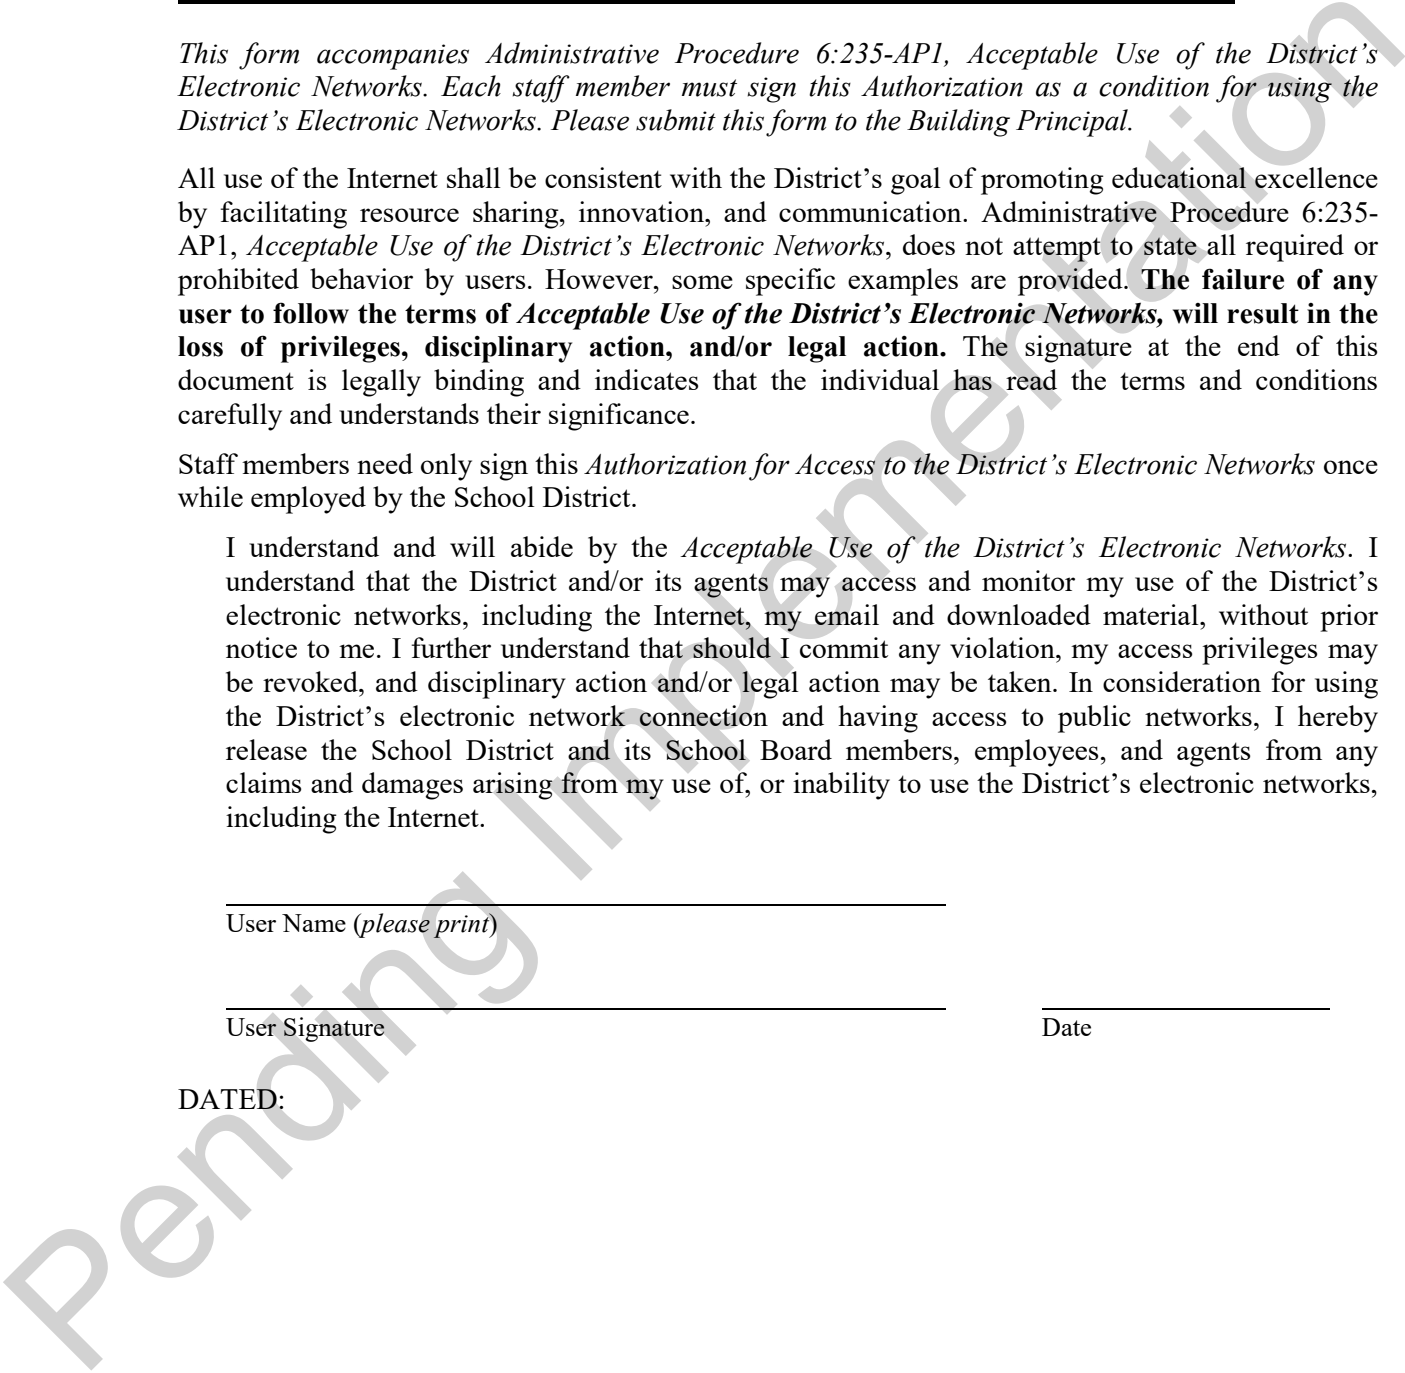 This form accompanies Administrative Procedure 6:235-AP1, Acceptable Use of the District’s
Electronic Networks. Each staff member must sign this Authorization as a condition for using the
District’s Electronic Networks. Please submit this form to the Building Principal.
All use of the Internet shall be consistent with the District’s goal of promoting educational excellence
by facilitating resource sharing, innovation, and communication. Administrative Procedure 6:235-
AP1, Acceptable Use of the District’s Electronic Networks, does not attempt to state all required or
prohibited behavior by users. However, some specific examples are provided. The failure of any
user to follow the terms of Acceptable Use of the District’s Electronic Networks, will result in the
loss of privileges, disciplinary action, and/or legal action. The signature at the end of this
document is legally binding and indicates that the individual has read the terms and conditions
carefully and understands their significance.
Staff members need only sign this Authorization for Access to the District’s Electronic Networks once
while employed by the School District.
I understand and will abide by the Acceptable Use of the District’s Electronic Networks. I
understand that the District and/or its agents may access and monitor my use of the District’s
electronic networks, including the Internet, my email and downloaded material, without prior
notice to me. I further understand that should I commit any violation, my access privileges may
be revoked, and disciplinary action and/or legal action may be taken. In consideration for using
the District’s electronic network connection and having access to public networks, I hereby
release the School District and its School Board members, employees, and agents from any
claims and damages arising from my use of, or inability to use the District’s electronic networks,
including the Internet.
User Name (please print)
User Signature Date
DATED:
Pending Implementation